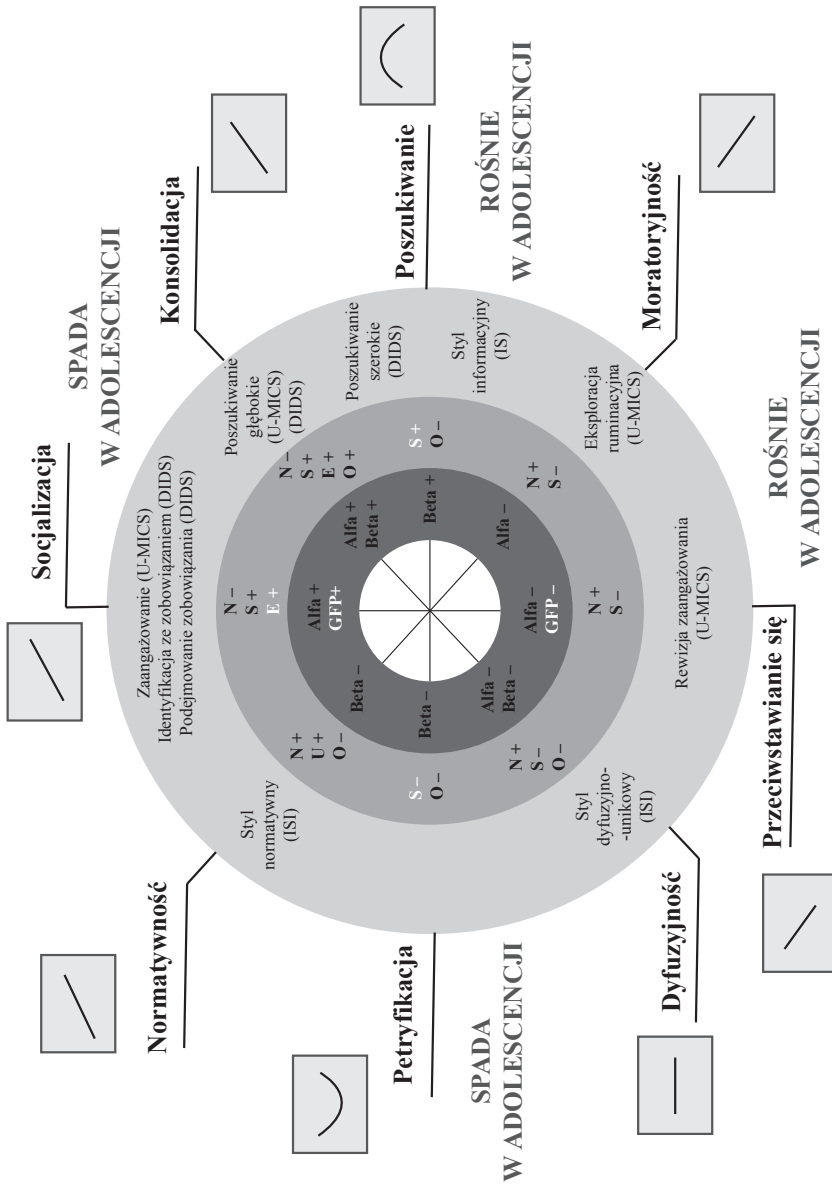 Socjalizacja
SPADA
W ADOLESCENCJI
Konsolidacja
Poszukiwanie
ROŚNIE
W ADOLESCENCJI
Moratoryjność
ROŚNIE
W ADOLESCENCJI
Przeciwstawianie się
Dyfuzyjność
SPADA
W ADOLESCENCJI
Petryfikacja
Normatywność
Zaangażowanie (U-MICS)
Identyfikacja ze zobowiązaniem (DIDS)
Podejmowanie zobowiązania (DIDS)
Poszukiwanie
głębokie
(U-MICS)
(DIDS)
Poszukiwanie
szerokie
(DIDS)
Styl
informacyjny
(IS)
Eksploracja
ruminacyjna
(U-MICS)
Rewizja zaangażowania
(U-MICS)
Styl
dyfuzyjno-
-unikowy
(ISI)
Styl
normatywny
(ISI)
N –
S +
E +
N –
S +
E +
O +
S +
O –
N +
S –
N +
S –
N +
S –
O –
S –
O –
N +
U +
O –
Alfa +
GFP+
Alfa +
Beta +
Beta +
Alfa –
Alfa –
GFP –
Alfa –
Beta –
Beta –
Beta –